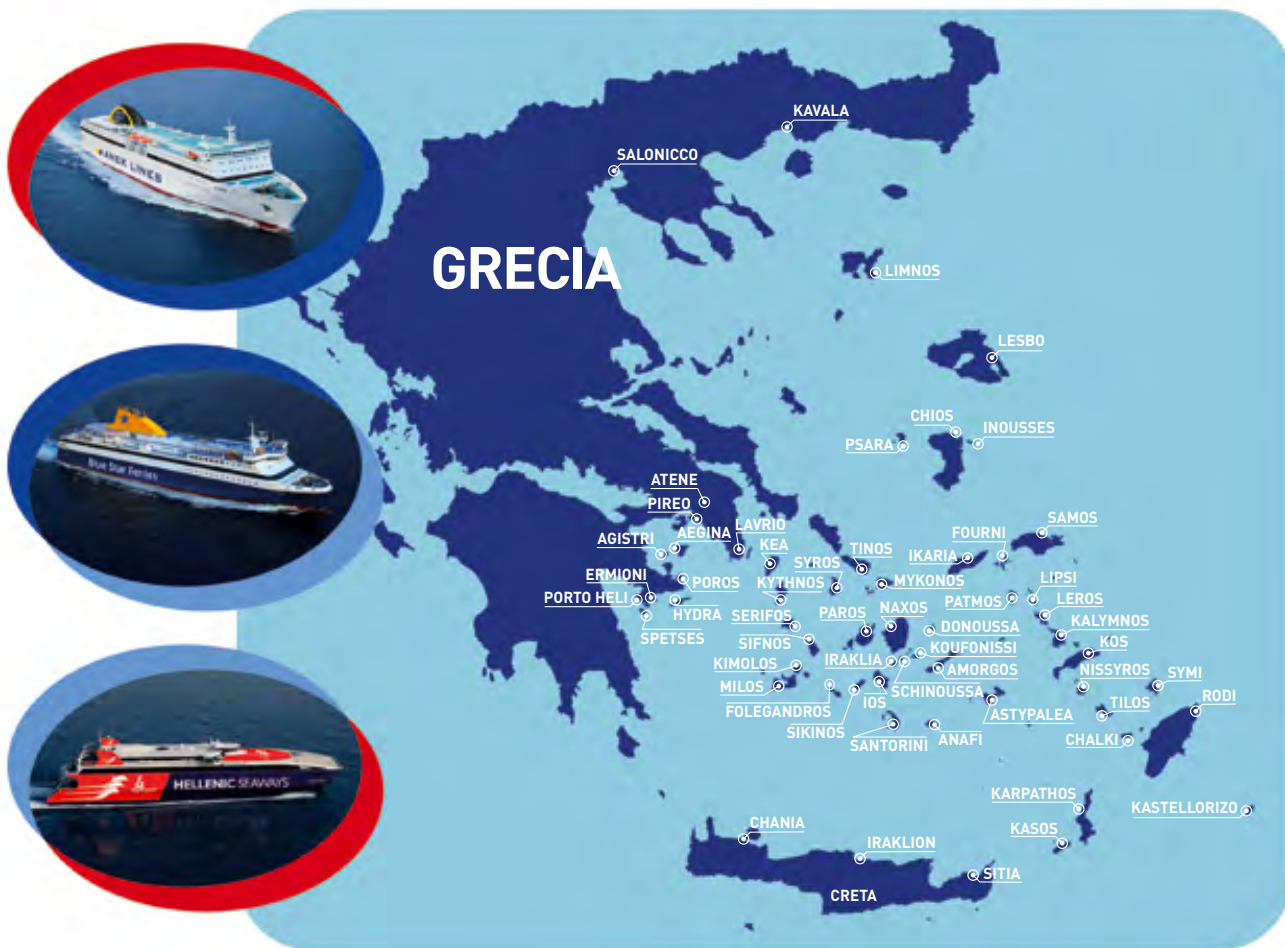 KAVALA
SALONICCO
ANEK LINES
GRECIA
LIMNOS
LESBO
CHIOS
INOUSSES
PSARA
Blue Star Ferries
ATENE
PIREO
SAMOS
LAVRIO
AEGINA
FOURNI
AGISTRI
KEA
TINOS
IKARIA
SYROS
ERMIONI
POROS
KYTHNOS
MYKONOS
LIPSI
PORTO HELI
PATMOS
LEROS
HYDRA
SERIFOS
PAROS
NAXOS
KALYMNOS
SPETSES
DONOUSSA
SIFNOS
KOS
KOUFONISSI
KIMOLOS
IRAKLIA
AMORGOS
NISSYROS
SYMI
MILOS
IOS
SCHINOUSSA
RODI
FOLEGANDROS
ASTYPALEA
TILOS
SIKINOS
ANAFI
CHALKI
SANTORINI
HELLENIC SEAWAYS
KARPATHOS
KASTELLORIZO
CHANIA
KASOS
IRAKLION
SITIA
CRETA